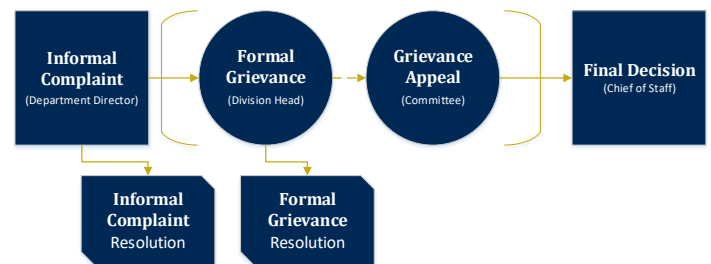 Informal
Complaint
(Department Director)
Formal
Grievance
(Division Head)
Grievance
Appeal
(Committee)
Final Decision
(Chief of Staff)
Informal
Complaint
Resolution
Formal
Grievance
Resolution